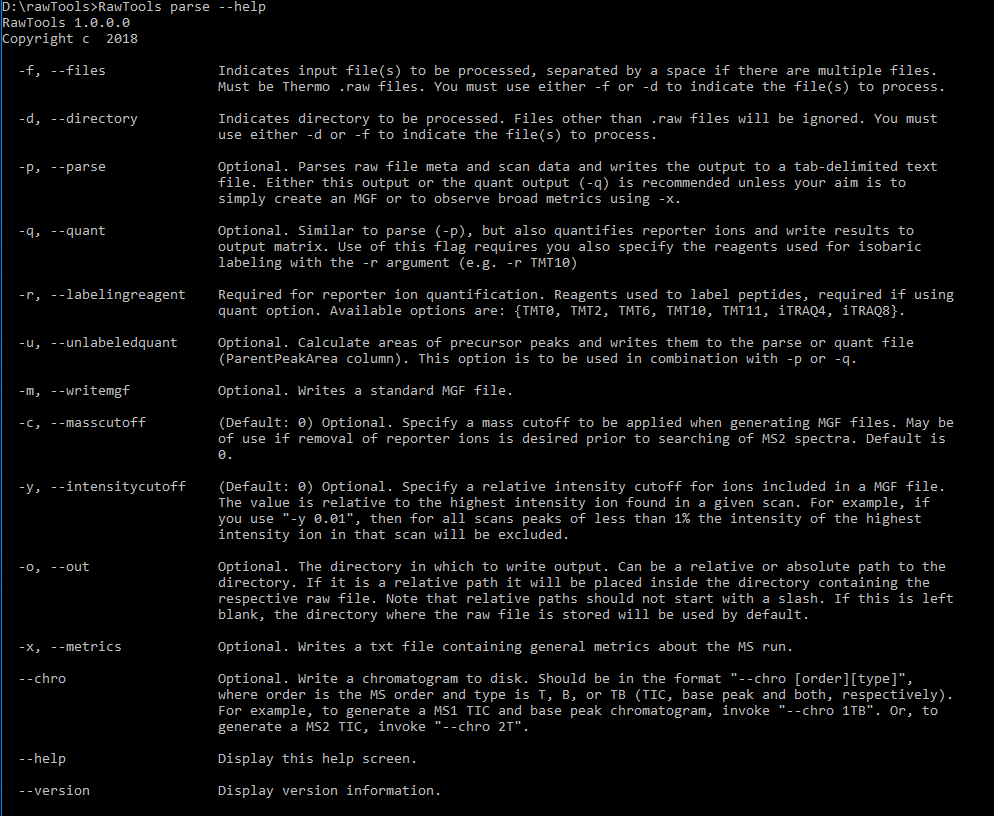 D:\rawTools>RawTools parse --help
RawTools 1.0.0.0
Copyright c  2018
-f, --files Indicates input file(s) to be processed, separated by a space if there are multiple files.
Must be Thermo .raw files. You must use either -f or -d to indicate the file(s) to process.
-d, --directory Indicates directory to be processed. Files other than .raw files will be ignored. You must
use either -d or -f to indicate the file(s) to process.
-p, --parse Optional. Parses raw file meta and scan data and writes the output to a tab-delimited text
file. Either this output or the quant output (-q) is recommended unless your aim is to
simply create an MGF or to observe broad metrics using -x.
-q, --quant Optional. Similar to parse (-p), but also quantifies reporter ions and write results to
output matrix. Use of this flag requires you also specify the reagents used for isobaric
labeling with the -r argument (e.g. -r TMT10)
-r, --labelingreagent Required for reporter ion quantification. Reagents used to label peptides, required if using
quant option. Available options are: {TMT0, TMT2, TMT6, TMT10, TMT11, iTRAQ4, iTRAQ8}.
-u, --unlabeledquant Optional. Calculate areas of precursor peaks and writes them to the parse or quant file
(ParentPeakArea column). This option is to be used in combination with -p or -q.
-m, --writemgf Optional. Writes a standard MGF file.
-c, --masscutoff (Default: 0) Optional. Specify a mass cutoff to be applied when generating MGF files. May be
of use if removal of reporter ions is desired prior to searching of MS2 spectra. Default is
0.
-y, --intensitycutoff (Default: 0) Optional. Specify a relative intensity cutoff for ions included in a MGF file.
The value is relative to the highest intensity ion found in a given scan. For example, if
you use "-y 0.01", then for all scans peaks of less than 1% the intensity of the highest
intensity ion in that scan will be excluded.
-o, --out Optional. The directory in which to write output. Can be a relative or absolute path to the
directory. If it is a relative path it will be placed inside the directory containing the
respective raw file. Note that relative paths should not start with a slash. If this is left
blank, the directory where the raw file is stored will be used by default.
-x, --metrics Optional. Writes a txt file containing general metrics about the MS run.
--chro Optional. Write a chromatogram to disk. Should be in the format "--chro [order][type]",
where order is the MS order and type is T, B, or TB (TIC, base peak and both, respectively).
For example, to generate a MS1 TIC and base peak chromatogram, invoke "--chro 1TB". Or, to
generate a MS2 TIC, invoke "--chro 2T".
--help Display this help screen.
--version Display version information.